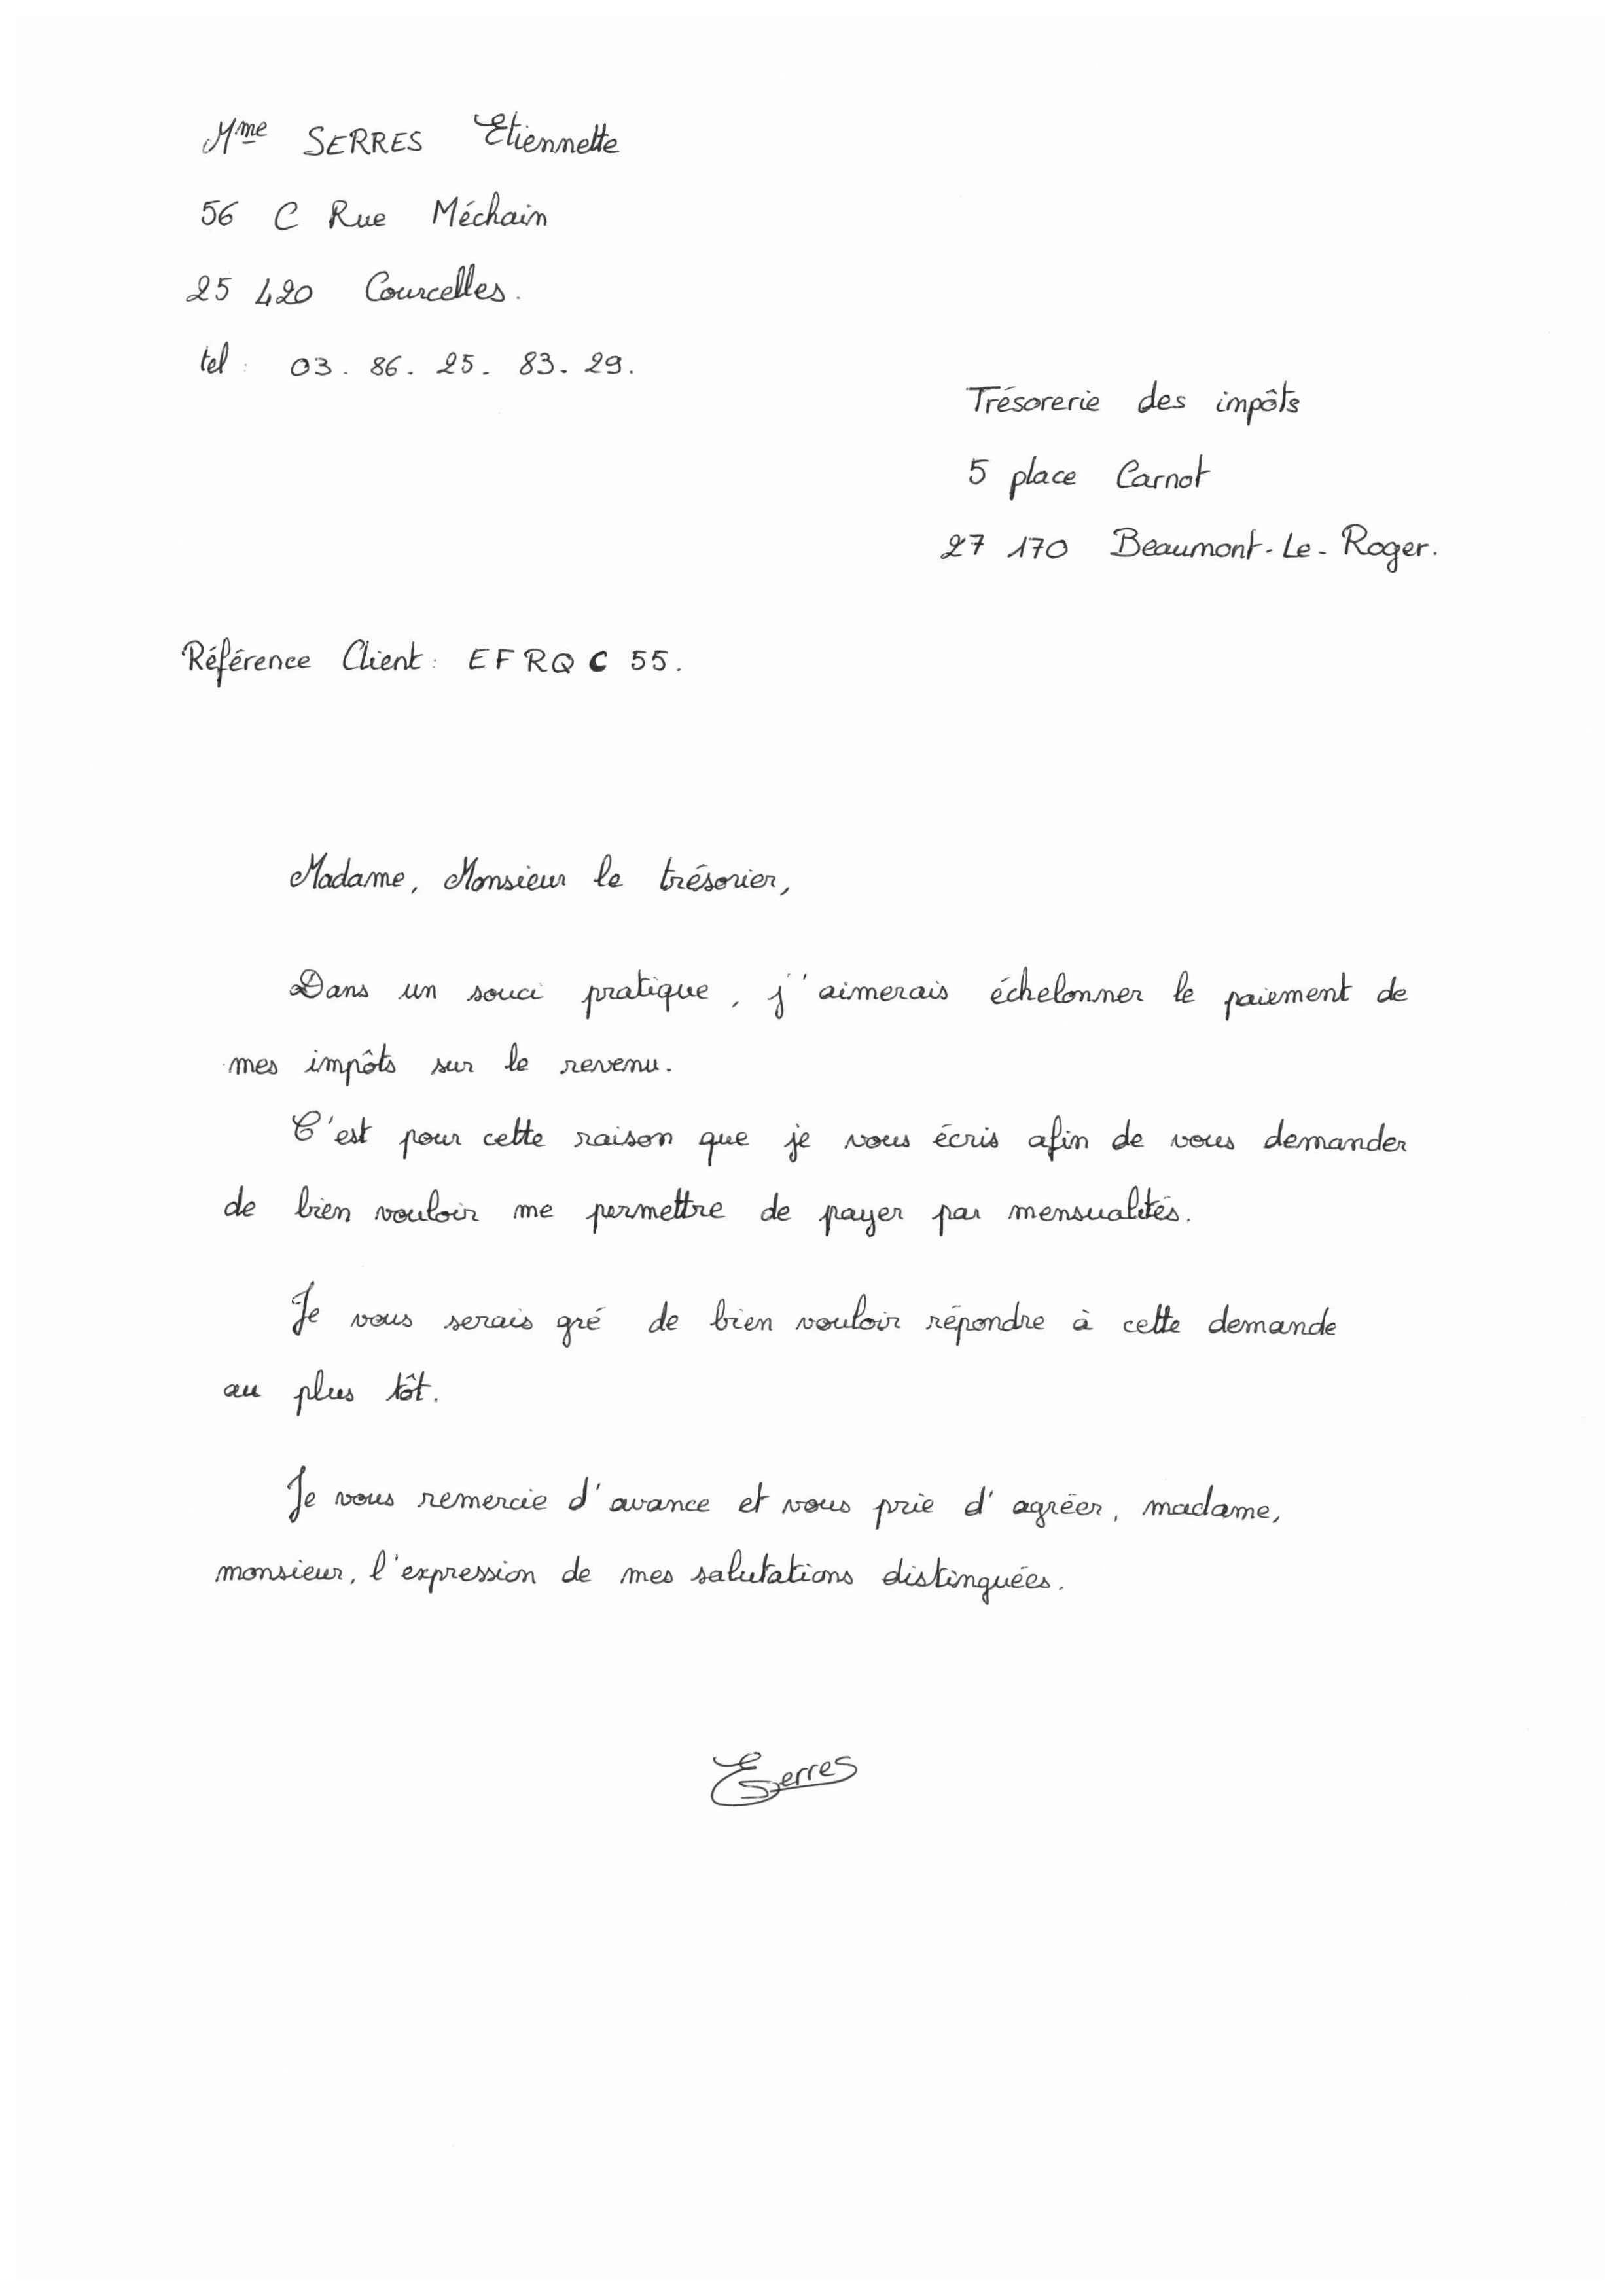 Mme SERRES Etiennette
56 C Rue Méchain
25 420 Courcelles.
tel : 03. 86. 25. 83. 29.
Trésorerie des impôts
5 place Carnot
27 170 Beaumont-Le-Roger.
Référence Client : EFRQC55.
Madame, Monsieur le trésorier,
Dans un souci pratique, j'aimerais échelonner le paiement de
mes impôts sur le revenu.
C'est pour cette raison que je vous écris afin de vous demander
de bien vouloir me permettre de payer par mensualités.
Je vous serais gré de bien vouloir répondre à cette demande
au plus tôt.
Je vous remercie d'avance et vous prie d'agréer, madame,
monsieur, l'expression de mes salutations distinguées.
ESerres